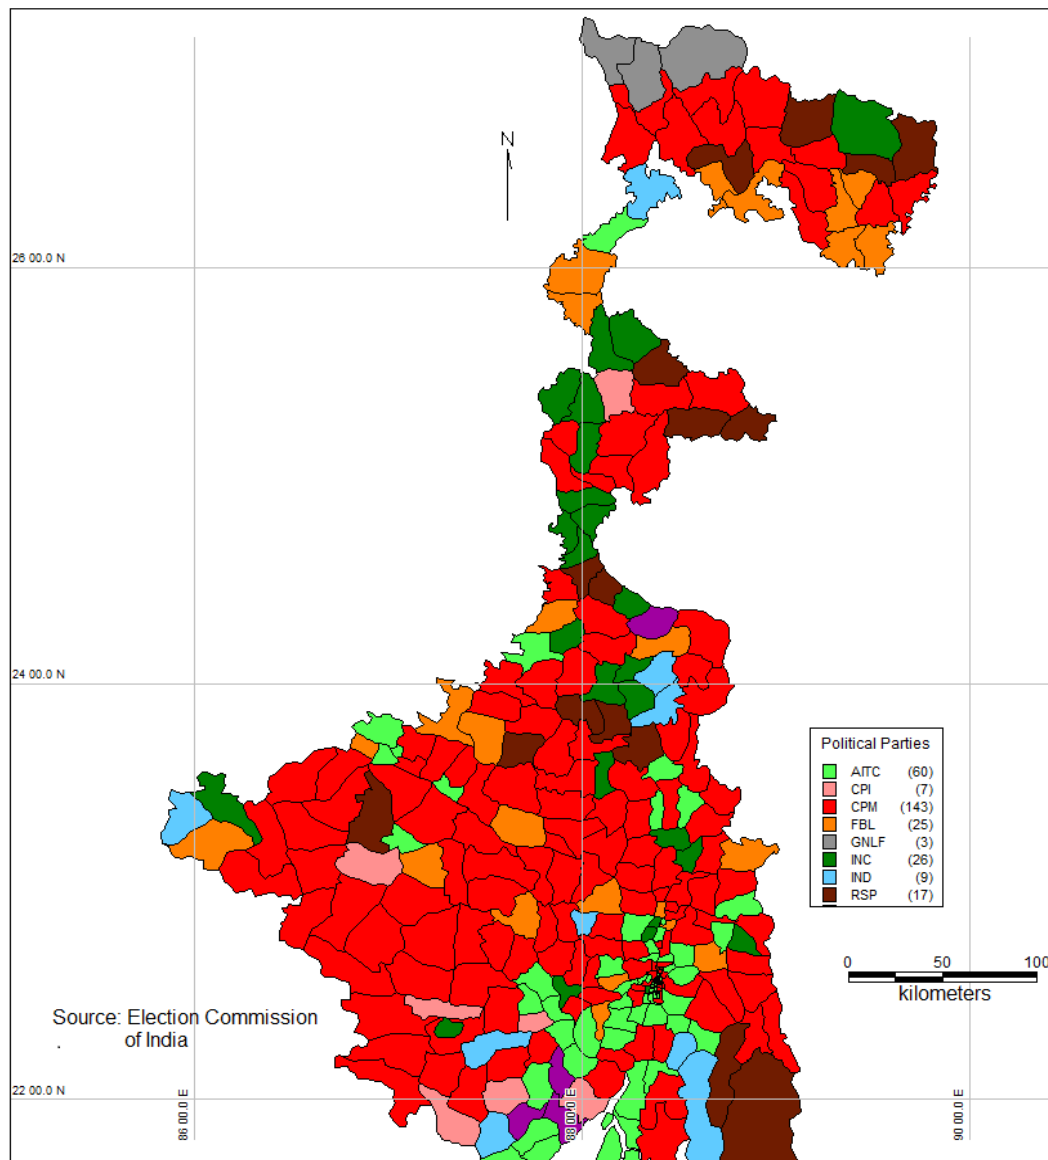 N
26 00.0 N
24 00.0 N
Political Parties
AITC (60)
CPI (7)
CPM (143)
FBL (25)
GNLF (3)
INC (26)
IND (9)
RSP (17)
0 50 100
kilometers
Source: Election Commission
of India
22 00.0 N
86 00.0 E
88 00.0 E
90 00.0 E